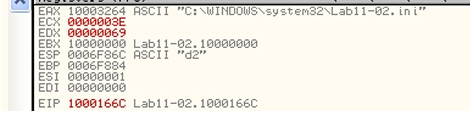 EAX 10003264 ASCII "C:\WINDOWS\system32\Lab11-02.ini"
ECX 0000003E
EDX 00000069
EBX 10000000 Lab11-02.10000000
ESP 0006F86C ASCII "d2"
EBP 0006F884
ESI 00000001
EDI 00000000
EIP 1000166C Lab11-02.1000166C